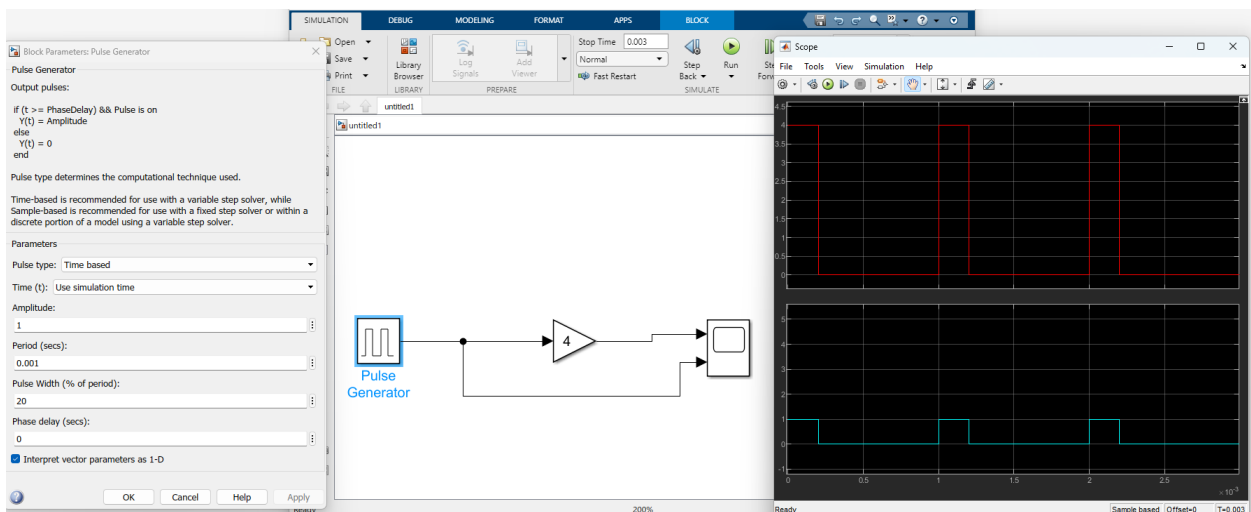 Block Parameters: Pulse Generator
Pulse Generator
Output pulses:
if (t >= PhaseDelay) && Pulse is on
Y(t) = Amplitude
else
Y(t) = 0
end
Pulse type determines the computational technique used.
Time-based is recommended for use with a variable step solver, while
Sample-based is recommended for use with a fixed step solver or within a
discrete portion of a model using a variable step solver.
Parameters
Pulse type: Time based
Time (t): Use simulation time
Amplitude:
1
Period (secs):
0.001
Pulse Width (% of period):
20
Phase delay (secs):
0
Interpret vector parameters as 1-D
OK Cancel Help Apply
SIMULATION DEBUG MODELING FORMAT APPS BLOCK
Open
Save
Print
FILE
Library
Browser
LIBRARY
Log
Signals
Add
Viewer
PREPARE
Stop Time 0.003
Normal
Fast Restart
Step
Back
Run
SIMULATE
untitled1
untitled1
Pulse
Generator
4
Ready
200%
Scope
File Tools View Simulation Help
4.5
4
3.5
3
2.5
2
1.5
1
0.5
0
5
4
3
2
1
0
-1
0 0.5 1 1.5 2 2.5
×10⁻³
Ready
Sample based Offset=0 T=0.003